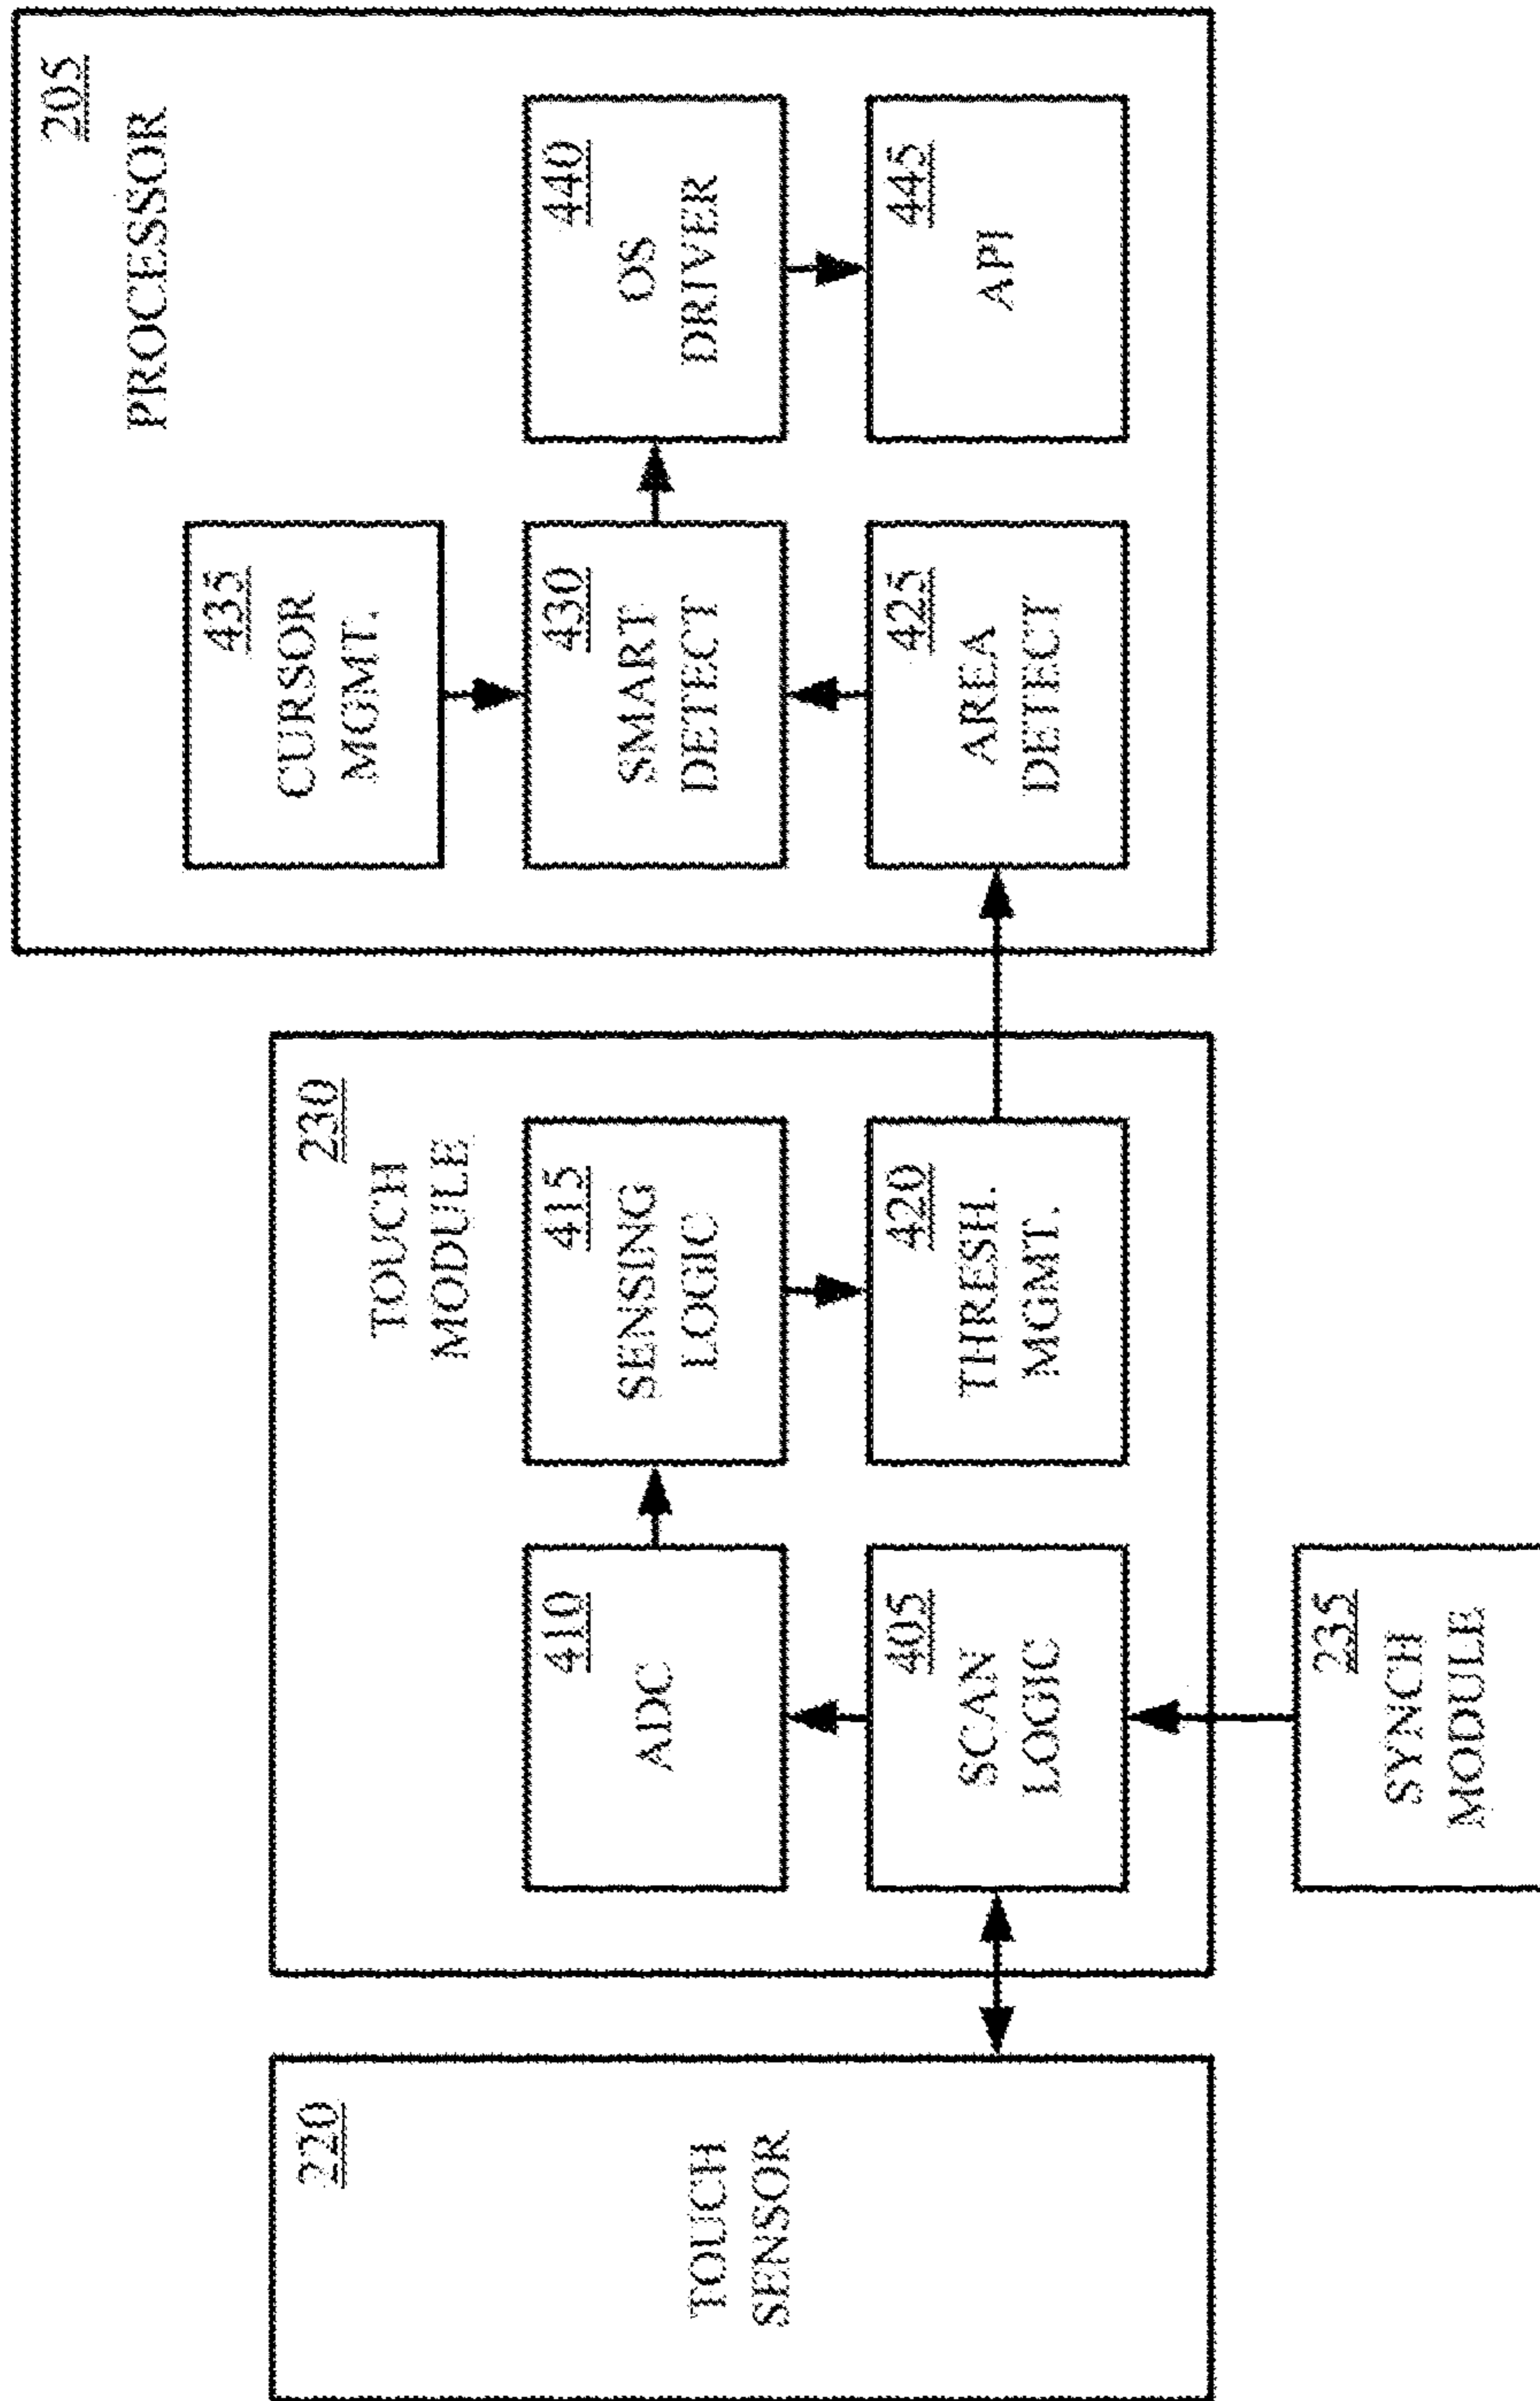 220
TOUCH
SENSOR
230
TOUCH
MODULE
410
ADC
415
SENSING
LOGIC
405
SCAN
LOGIC
420
THRESH.
MGMT.
235
SYNCH
MODULE
205
PROCESSOR
435
CURSOR
MGMT.
430
SMART
DETECT
440
OS
DRIVER
425
AREA
DETECT
445
API